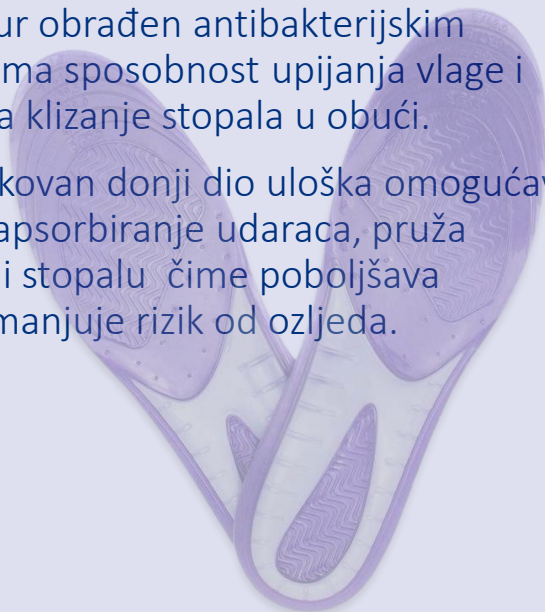 ur obrađen antibakterijskim
ma sposobnost upijanja vlage i
a klizanje stopala u obući.
kovan donji dio uloška omogućav
apsorbiranje udaraca, pruža
i stopalu  čime poboljšava
manjuje rizik od ozljeda.